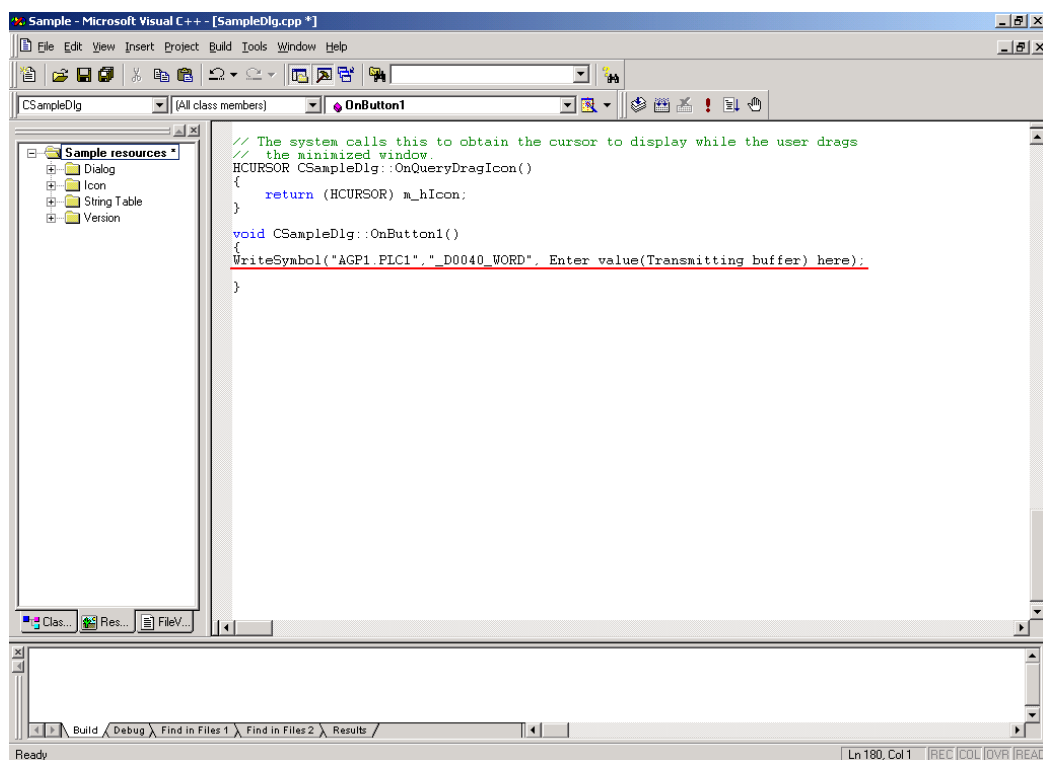 Sample - Microsoft Visual C++ - [SampleDlg.cpp *]
File Edit View Insert Project Build Tools Window Help
CSampleDlg (All class members) OnButton1
Sample resources *
Dialog
Icon
String Table
Version
// The system calls this to obtain the cursor to display while the user drags
//  the minimized window.
HCURSOR CSampleDlg::OnQueryDragIcon()
{
    return (HCURSOR) m_hIcon;
}
void CSampleDlg::OnButton1()
{
WriteSymbol("AGP1.PLC1","_D0040_WORD", Enter value(Transmitting buffer) here);
}
Clas... Res... FileV...
Build Debug Find in Files 1 Find in Files 2 Results
Ready Ln 180, Col 1 REC COL OVR READ